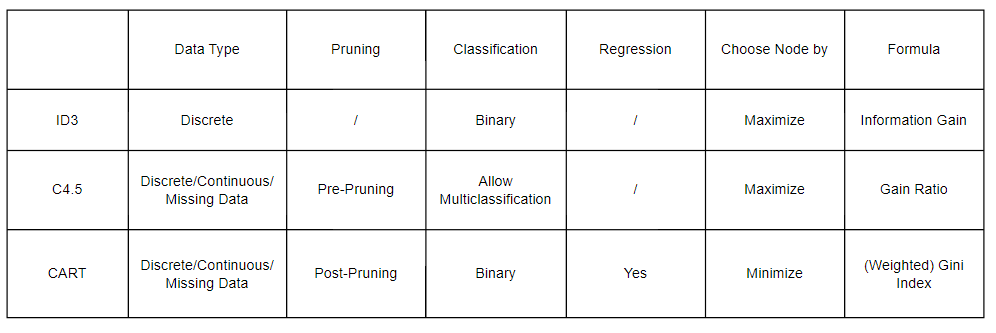 Data Type
Pruning
Classification
Regression
Choose Node by
Formula
ID3
Discrete
/
Binary
/
Maximize
Information Gain
C4.5
Discrete/Continuous/
Missing Data
Pre-Pruning
Allow
Multiclassification
/
Maximize
Gain Ratio
CART
Discrete/Continuous/
Missing Data
Post-Pruning
Binary
Yes
Minimize
(Weighted) Gini
Index